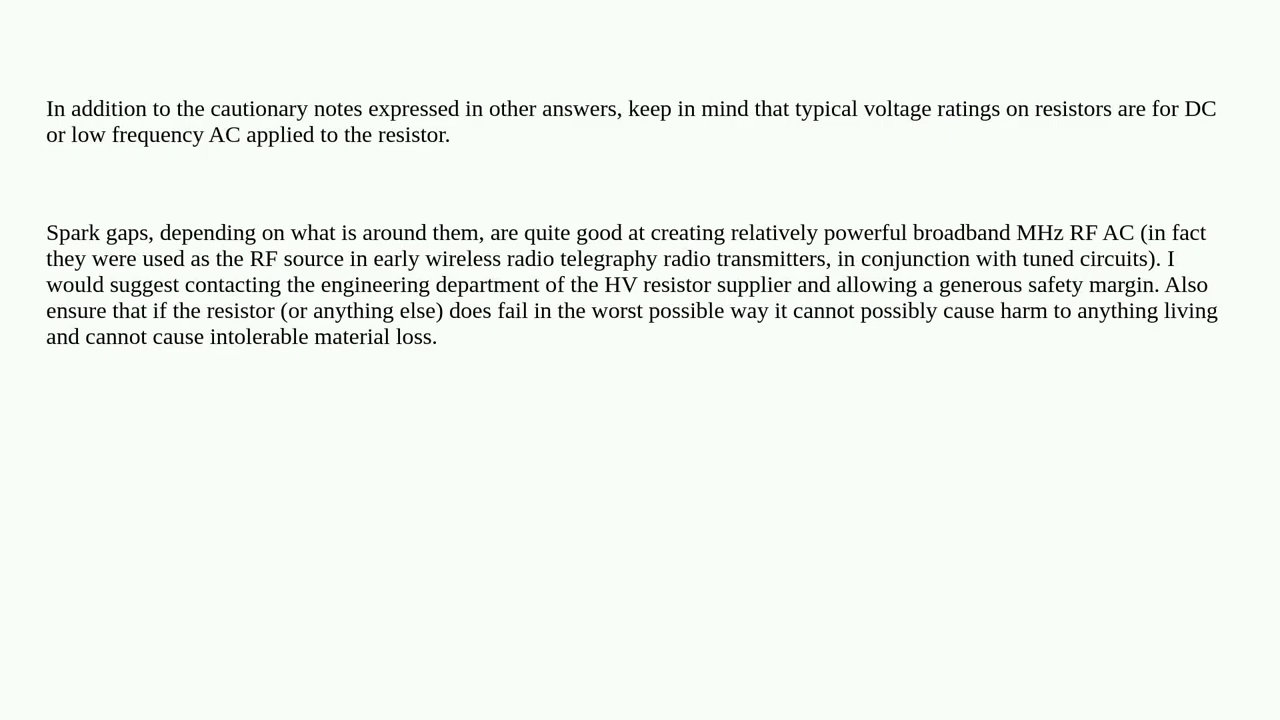 In addition to the cautionary notes expressed in other answers, keep in mind that typical voltage ratings on resistors are for DC
or low frequency AC applied to the resistor.
Spark gaps, depending on what is around them, are quite good at creating relatively powerful broadband MHz RF AC (in fact
they were used as the RF source in early wireless radio telegraphy radio transmitters, in conjunction with tuned circuits). I
would suggest contacting the engineering department of the HV resistor supplier and allowing a generous safety margin. Also
ensure that if the resistor (or anything else) does fail in the worst possible way it cannot possibly cause harm to anything living
and cannot cause intolerable material loss.